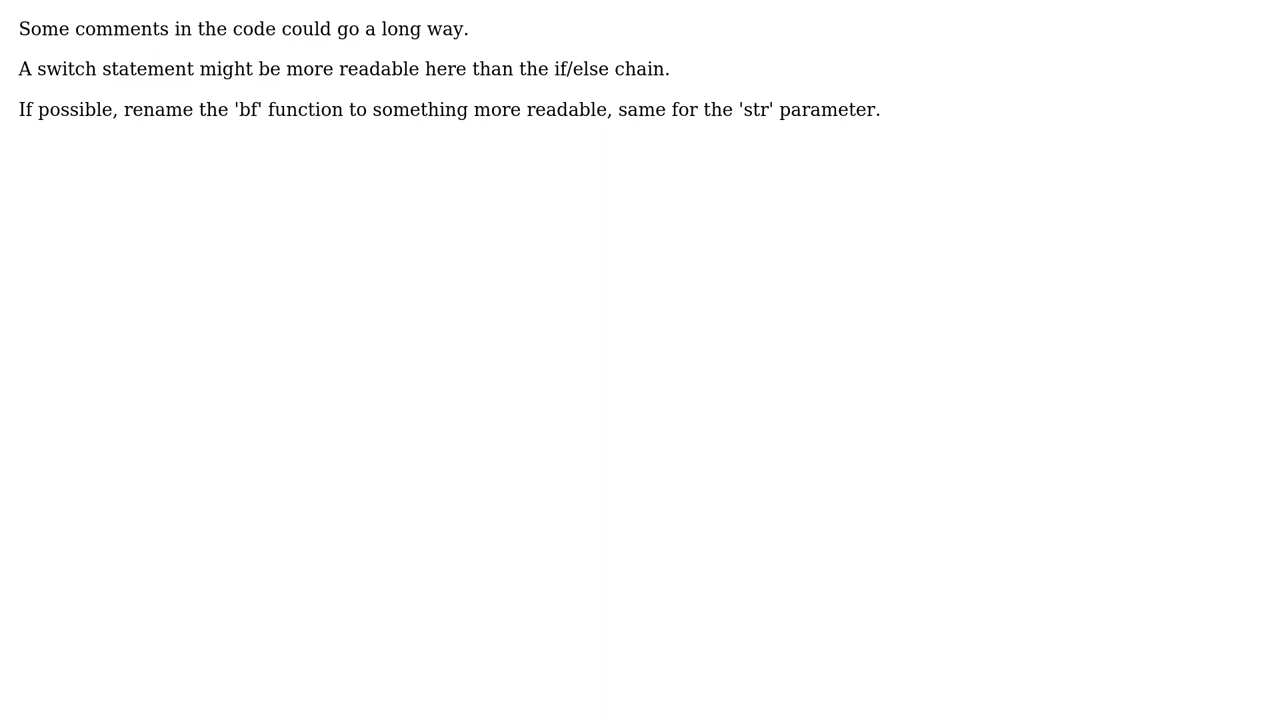 Some comments in the code could go a long way.
A switch statement might be more readable here than the if/else chain.
If possible, rename the 'bf' function to something more readable, same for the 'str' parameter.